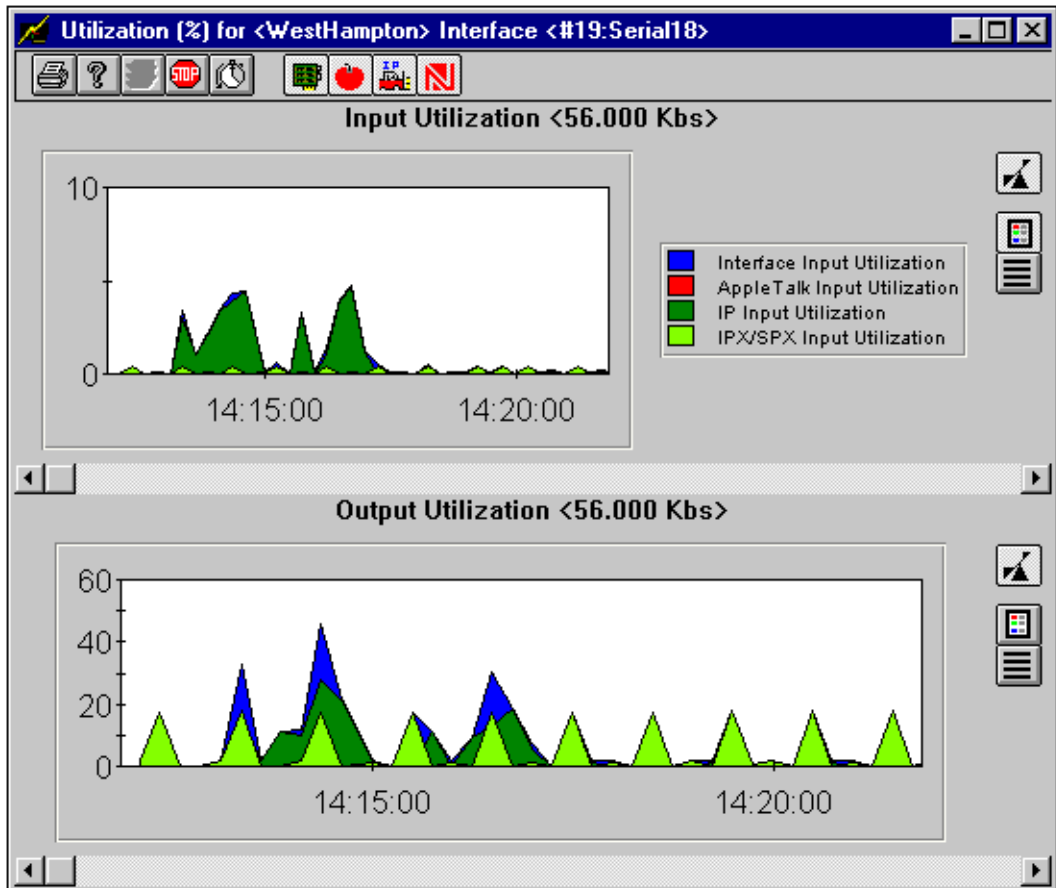 Utilization (%) for <WestHampton> Interface <#19:Serial18>
STOP
IP
Input Utilization <56.000 Kbs>
10
0
14:15:00
14:20:00
Interface Input Utilization
AppleTalk Input Utilization
IP Input Utilization
IPX/SPX Input Utilization
Output Utilization <56.000 Kbs>
60
40
20
0
14:15:00
14:20:00